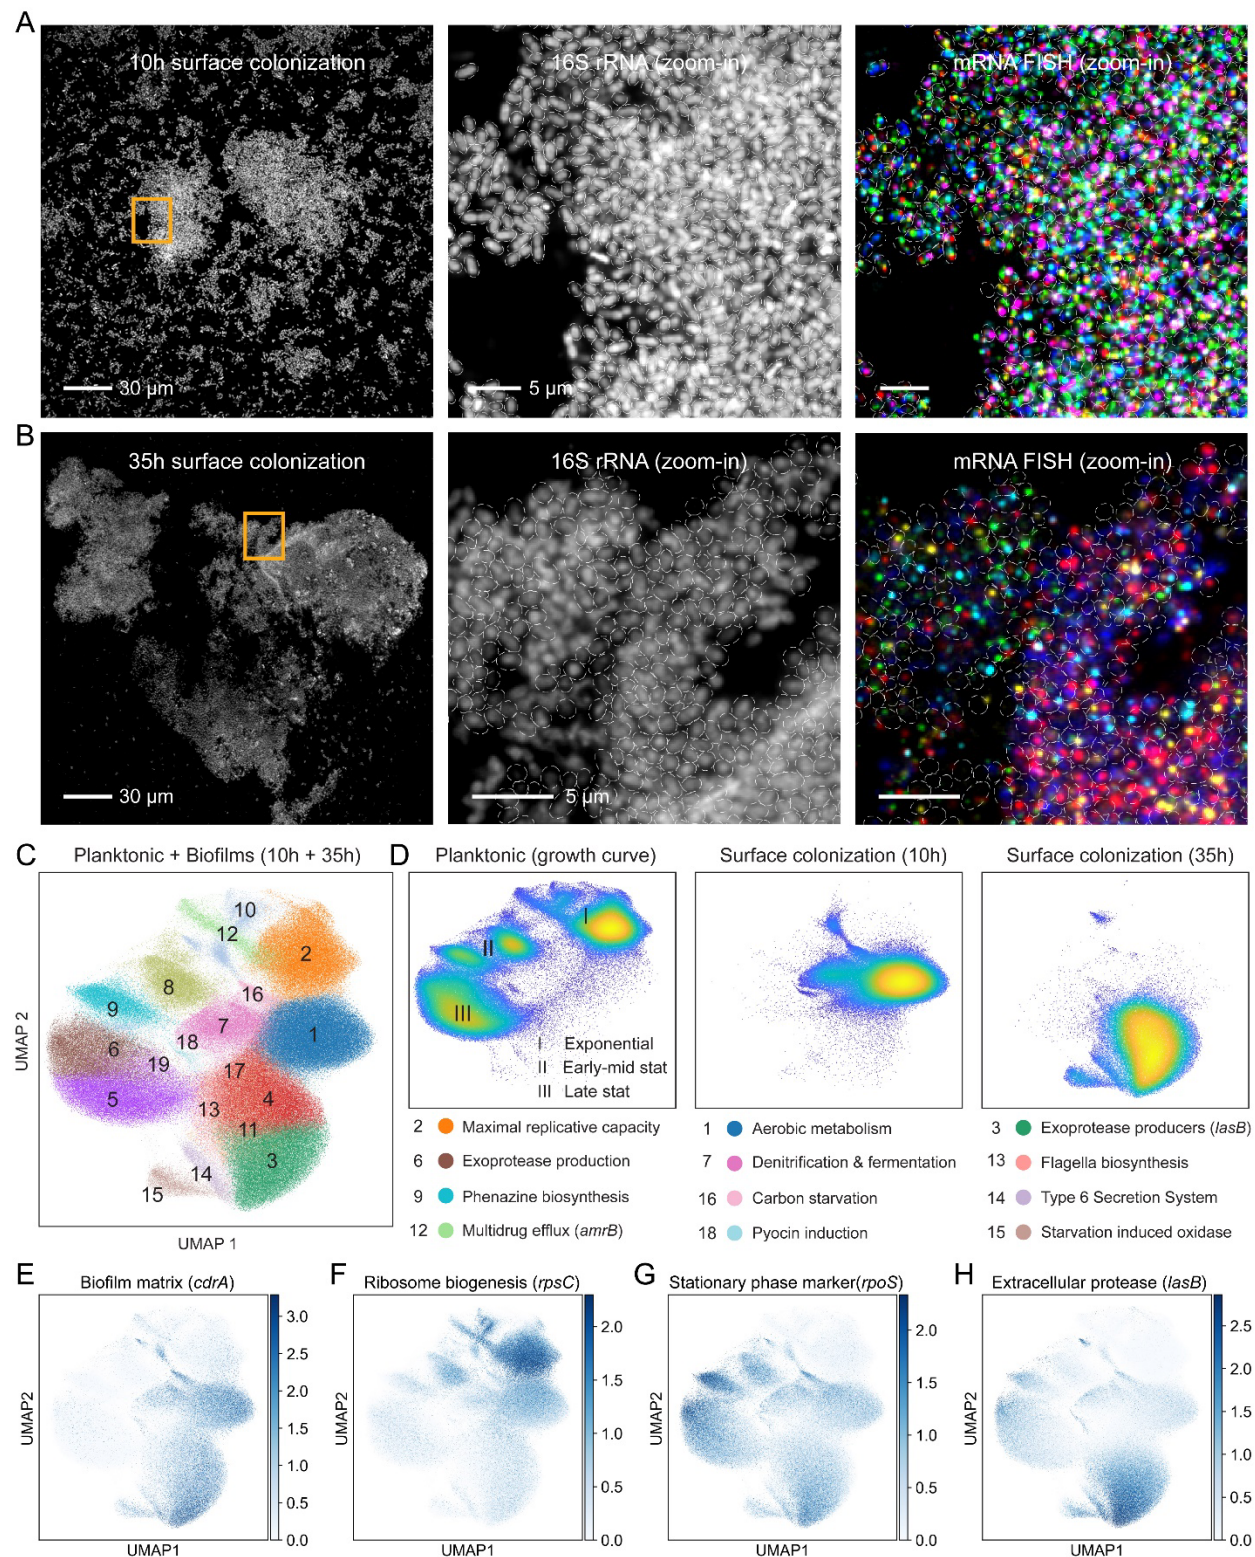 A
10h surface colonization
16S rRNA (zoom-in)
mRNA FISH (zoom-in)
30 µm
5 µm
B
35h surface colonization
16S rRNA (zoom-in)
mRNA FISH (zoom-in)
30 µm
5 µm
C
Planktonic + Biofilms (10h + 35h)
10
12
2
8
16
9
7
1
18
6
19
17
5
13
4
11
3
14
15
UMAP 2
UMAP 1
D
Planktonic (growth curve)
I
II
III
I Exponential
II Early-mid stat
III Late stat
Surface colonization (10h)
Surface colonization (35h)
2 Maximal replicative capacity
6 Exoprotease production
9 Phenazine biosynthesis
12 Multidrug efflux (amrB)
1 Aerobic metabolism
7 Denitrification & fermentation
16 Carbon starvation
18 Pyocin induction
3 Exoprotease producers (lasB)
13 Flagella biosynthesis
14 Type 6 Secretion System
15 Starvation induced oxidase
E
Biofilm matrix (cdrA)
3.0
2.5
2.0
1.5
1.0
0.5
0.0
UMAP2
UMAP1
F
Ribosome biogenesis (rpsC)
2.0
1.5
1.0
0.5
0.0
UMAP2
UMAP1
G
Stationary phase marker(rpoS)
2.0
1.5
1.0
0.5
0.0
UMAP2
UMAP1
H
Extracellular protease (lasB)
2.5
2.0
1.5
1.0
0.5
0.0
UMAP2
UMAP1